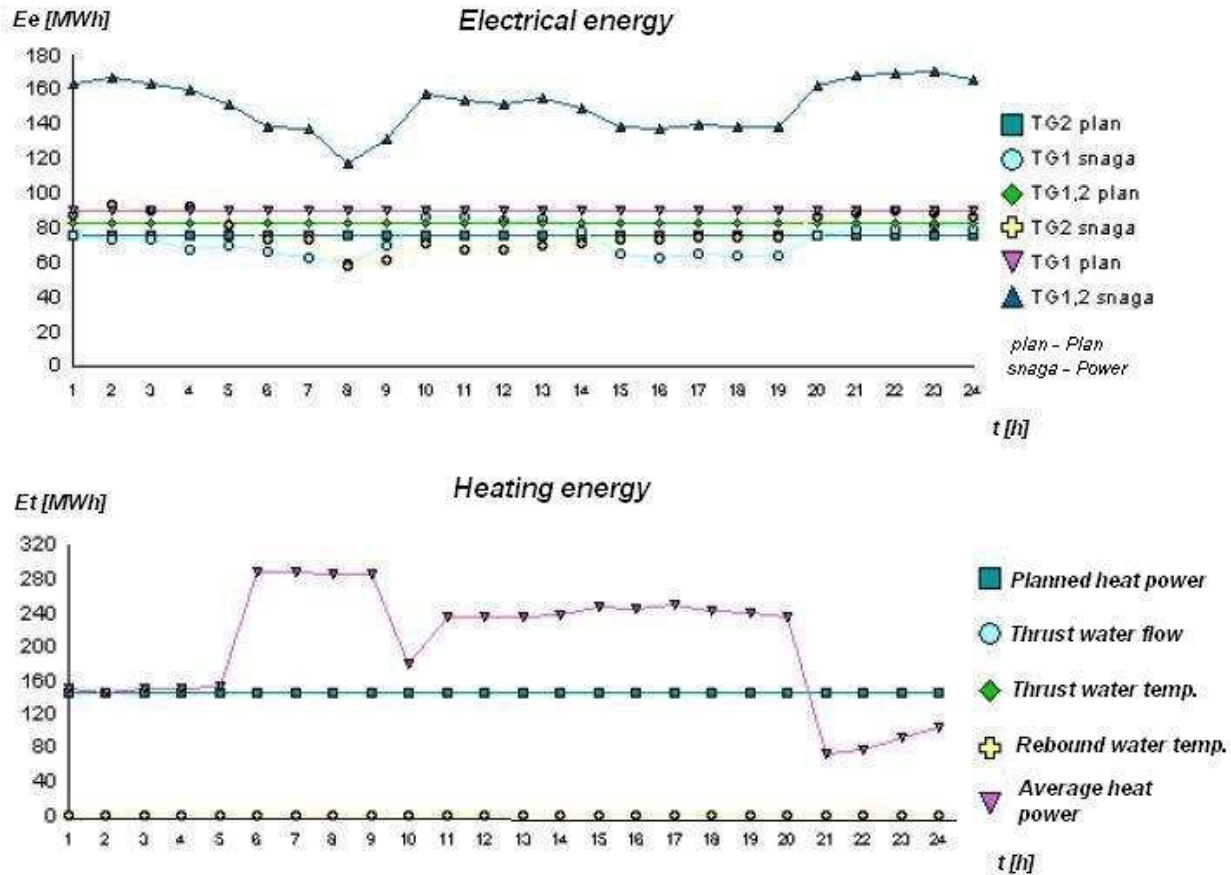 Ee [MWh]
Electrical energy
180
160
140
120
100
80
60
40
20
0
1 2 3 4 5 6 7 8 9 10 11 12 13 14 15 16 17 18 19 20 21 22 23 24
t [h]
TG2 plan
TG1 snaga
TG1,2 plan
TG2 snaga
TG1 plan
TG1,2 snaga
plan – Plan
snaga – Power
Et [MWh]
Heating energy
320
280
240
200
160
120
80
40
0
1 2 3 4 5 6 7 8 9 10 11 12 13 14 15 16 17 18 19 20 21 22 23 24
t [h]
Planned heat power
Thrust water flow
Thrust water temp.
Rebound water temp.
Average heat
power